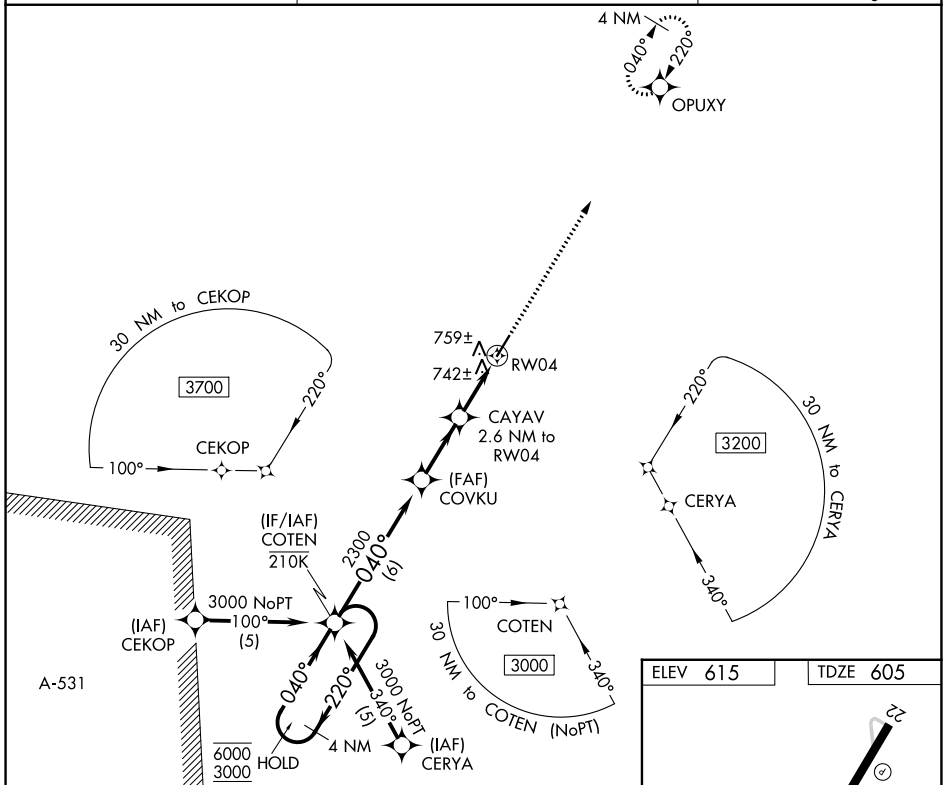 4 NM
040°
220°
OPUXY
30 NM to CEKOP
3700
220°
CEKOP
100°
759±
742±
RW04
CAYAV
2.6 NM to
RW04
(FAF)
COVKU
220°
30 NM to CERYA
3200
CERYA
340°
(IF/IAF)
COTEN
210K
2300
040°
(6)
3000 NoPT
100°
(5)
(IAF)
CEKOP
100°
COTEN
3000
340°
30 NM to COTEN (NoPT)
A-531
040°
220°
3000 NoPT
340°
(5)
(IAF)
CERYA
4 NM
HOLD
6000
3000
ELEV 615
TDZE 605
22
P